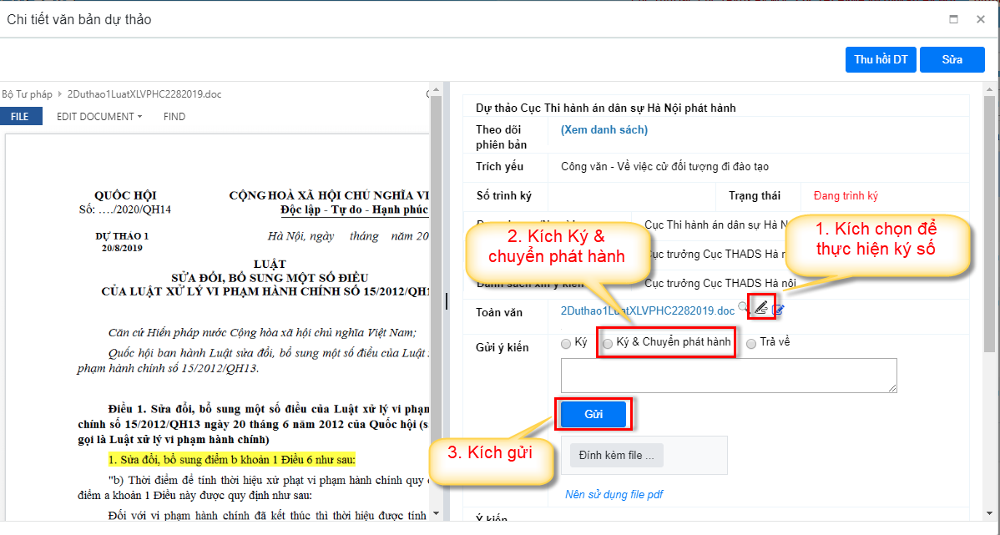 Chi tiết văn bản dự thảo
Thu hồi DT
Sửa
Bộ Tư pháp
2Duthao1LuatXLVPHC2282019.doc
FILE
EDIT DOCUMENT
FIND
QUỐC HỘI
CỘNG HOÀ XÃ HỘI CHỦ NGHĨA VI
Số: …./2020/QH14
Độc lập - Tự do - Hạnh phúc
DỰ THẢO 1
Hà Nội, ngày tháng năm 20
20/8/2019
LUẬT
SỬA ĐỔI, BỔ SUNG MỘT SỐ ĐIỀU
CỦA LUẬT XỬ LÝ VI PHẠM HÀNH CHÍNH SỐ 15/2012/QH1
Căn cứ Hiến pháp nước Cộng hòa xã hội chủ nghĩa Việt Nam;
Quốc hội ban hành Luật sửa đổi, bổ sung một số điều của Luật
phạm hành chính số 15/2012/QH13.
Điều 1. Sửa đổi, bổ sung một số điều của Luật xử lý vi phạm
chính số 15/2012/QH13 ngày 20 tháng 6 năm 2012 của Quốc hội (s
gọi là Luật xử lý vi phạm hành chính)
1. Sửa đổi, bổ sung điểm b khoản 1 Điều 6 như sau:
"b) Thời điểm để tính thời hiệu xử phạt vi phạm hành chính quy
điểm a khoản 1 Điều này được quy định như sau:
Đối với vi phạm hành chính đã kết thúc thì thời hiệu được tính
Dự thảo Cục Thi hành án dân sự Hà Nội phát hành
Theo dõi
phiên bản
(Xem danh sách)
Trích yếu
Công văn - Về việc cử đối tượng đi đào tạo
Số trình ký
Trạng thái
Đang trình ký
Cục Thi hành án dân sự Hà N
Cục trưởng Cục THADS Hà n
Danh sách xin ý kiến
Cục trưởng Cục THADS Hà nội
Toàn văn
2Duthao1LuatXLVPHC2282019.doc
Gửi ý kiến
Ký
Ký & Chuyển phát hành
Trả về
Gửi
Đính kèm file ...
Nên sử dụng file pdf
Ý kiến
1. Kích chọn để
thực hiện ký số
2. Kích Ký &
chuyển phát hành
3. Kích gửi